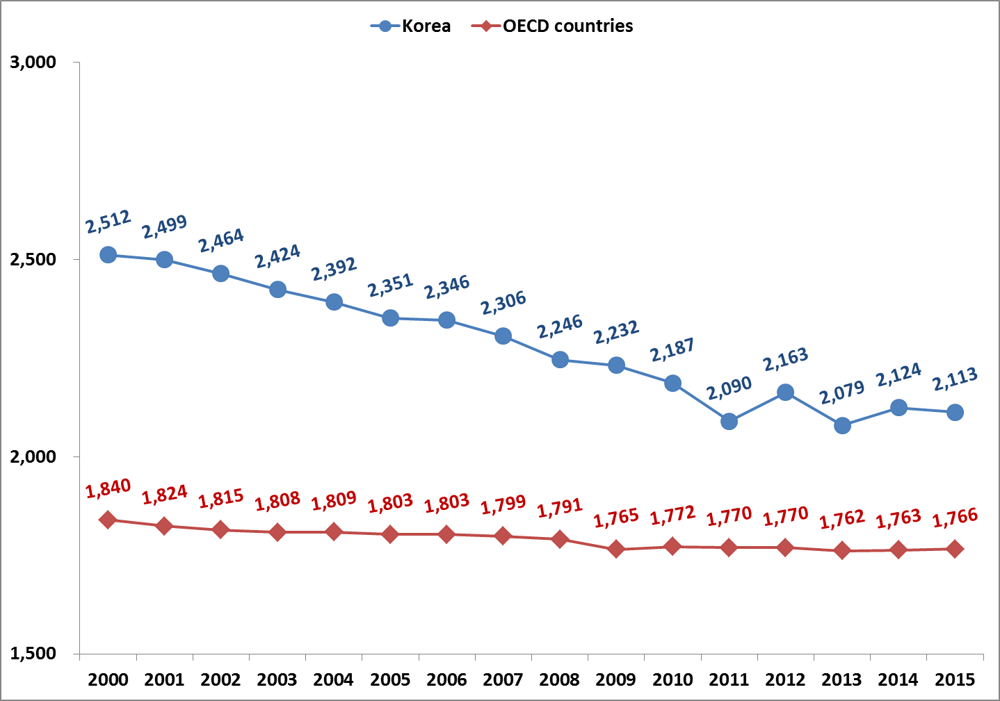 Korea OECD countries
3,000
2,500
2,000
1,500
2,512 2,499 2,464 2,424 2,392 2,351 2,346 2,306 2,246 2,232 2,187 2,090 2,163 2,079 2,124 2,113
1,840 1,824 1,815 1,808 1,809 1,803 1,803 1,799 1,791 1,765 1,772 1,770 1,770 1,762 1,763 1,766
2000 2001 2002 2003 2004 2005 2006 2007 2008 2009 2010 2011 2012 2013 2014 2015